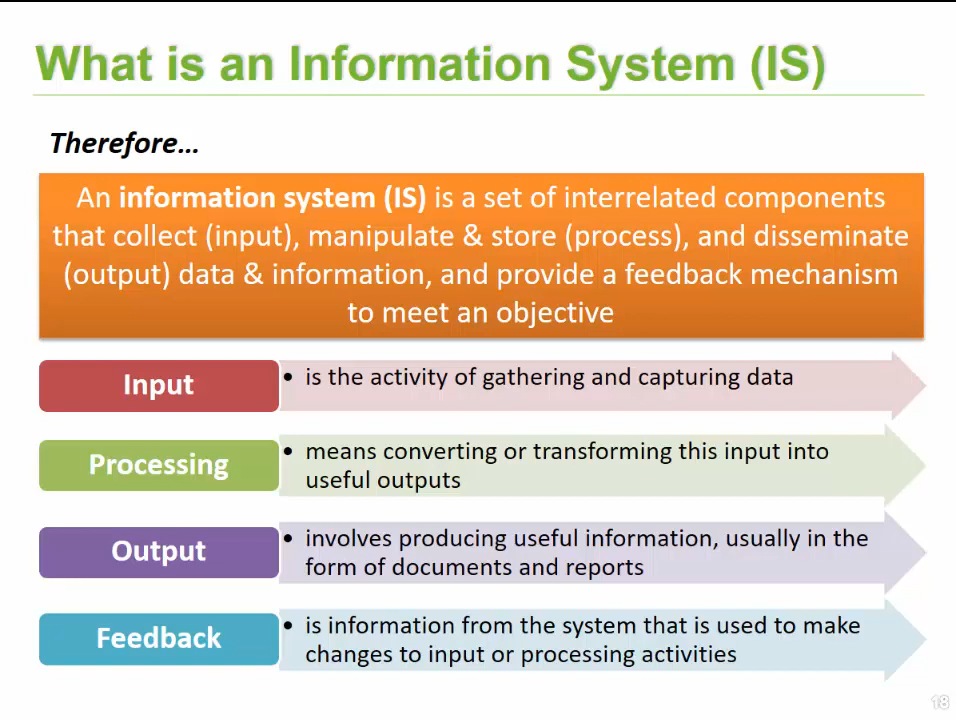 What is an Information System (IS)
Therefore...
An information system (IS) is a set of interrelated components
that collect (input), manipulate & store (process), and disseminate
(output) data & information, and provide a feedback mechanism
to meet an objective
Input
• is the activity of gathering and capturing data
Processing
• means converting or transforming this input into
useful outputs
Output
• involves producing useful information, usually in the
form of documents and reports
Feedback
• is information from the system that is used to make
changes to input or processing activities
18